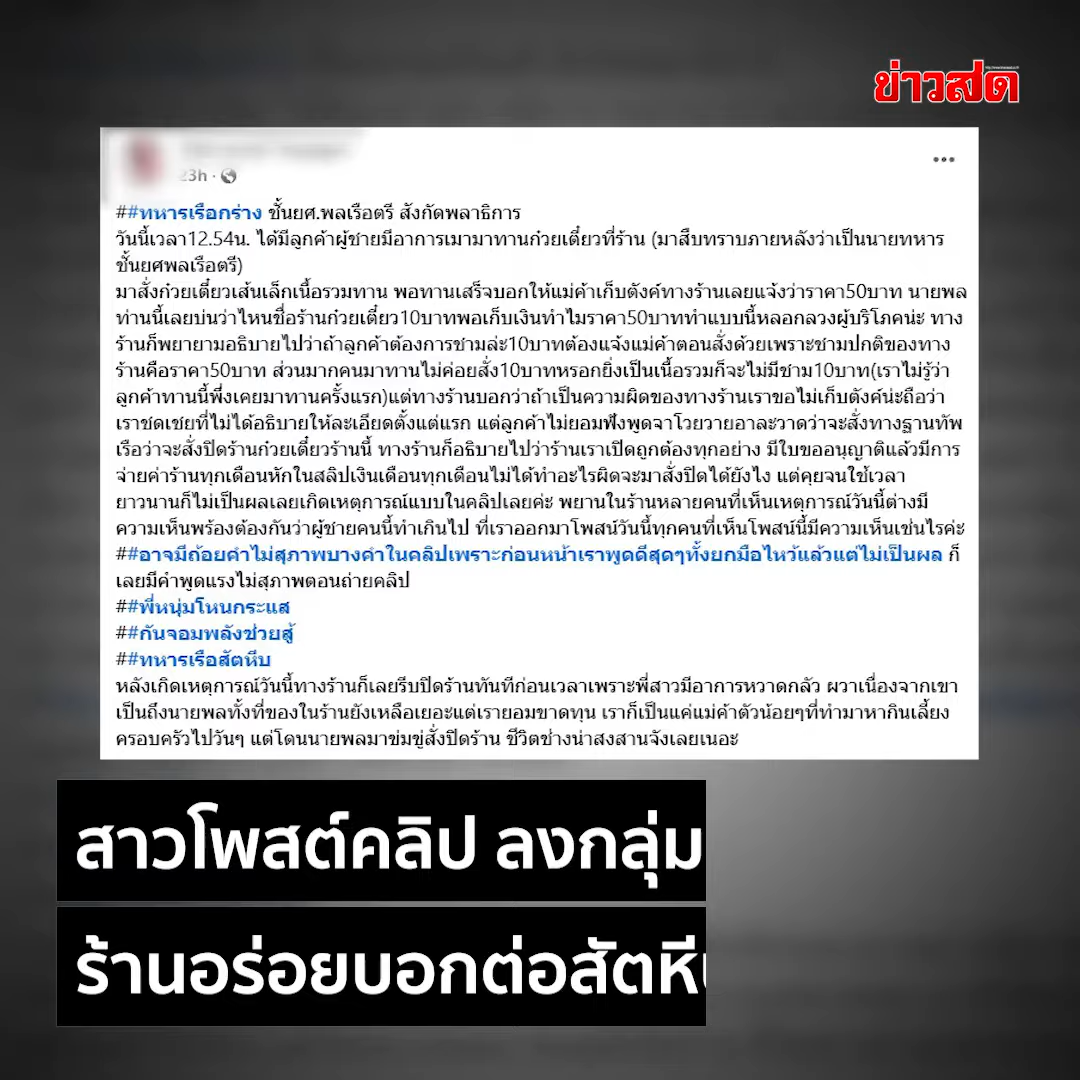 ข่าวสด
23h
##ทหารเรือกร่าง ชั้นยศ.พลเรือตรี สังกัดพลาธิการ
วันนี้เวลา12.54น. ได้มีลูกค้าผู้ชายมีอาการเมามาทานก๋วยเตี๋ยวที่ร้าน (มาสืบทราบภายหลังว่าเป็นนายทหาร
ชั้นยศพลเรือตรี)
มาสั่งก๋วยเตี๋ยวเส้นเล็กเนื้อรวมทาน พอทานเสร็จบอกให้แม่ค้าเก็บตังค์ทางร้านเลยแจ้งว่าราคา50บาท นายพล
ท่านนี้เลยบ่นว่าไหนชื่อร้านก๋วยเตี๋ยว10บาทพอเก็บเงินทำไมราคา50บาททำแบบนี้หลอกลวงผู้บริโภคน่ะ ทาง
ร้านก็พยายามอธิบายไปว่าถ้าลูกค้าต้องการชามล่ะ10บาทต้องแจ้งแม่ค้าตอนสั่งด้วยเพราะชามปกติของทาง
ร้านคือราคา50บาท ส่วนมากคนมาทานไม่ค่อยสั่ง10บาทหรอกยิ่งเป็นเนื้อรวมก็จะไม่มีชาม10บาท(เราไม่รู้ว่า
ลูกค้าทานนี้พึ่งเคยมาทานครั้งแรก)แต่ทางร้านบอกว่าถ้าเป็นความผิดของทางร้านเราขอไม่เก็บตังค์น่ะถือว่า
เราชดเชยที่ไม่ได้อธิบายให้ละเอียดตั้งแต่แรก แต่ลูกค้าไม่ยอมฟังพูดจาโวยวายอาละวาดว่าจะสั่งทางฐานทัพ
เรือว่าจะสั่งปิดร้านก๋วยเตี๋ยวร้านนี้ ทางร้านก็อธิบายไปว่าร้านเราเปิดถูกต้องทุกอย่าง มีใบขออนุญาติแล้วมีการ
จ่ายค่าร้านทุกเดือนหักในสลิปเงินเดือนทุกเดือนไม่ได้ทำอะไรผิดจะมาสั่งปิดได้ยังไง แต่คุยจนใช้เวลา
ยาวนานก็ไม่เป็นผลเลยเกิดเหตุการณ์แบบในคลิปเลยค่ะ พยานในร้านหลายคนที่เห็นเหตุการณ์วันนี้ต่างมี
ความเห็นพร้องต้องกันว่าผู้ชายคนนี้ทำเกินไป ที่เราออกมาโพสน์วันนี้ทุกคนที่เห็นโพสน์นี้มีความเห็นเช่นไรค่ะ
##อาจมีถ้อยคำไม่สุภาพบางคำในคลิปเพราะก่อนหน้าเราพูดดีสุดๆทั้งยกมือไหว้แล้วแต่ไม่เป็นผล ก็
เลยมีคำพูดแรงไม่สุภาพตอนถ่ายคลิป
##พี่หนุ่มโหนกระแส
##กันจอมพลังช่วยสู้
##ทหารเรือสัตหีบ
หลังเกิดเหตุการณ์วันนี้ทางร้านก็เลยรีบปิดร้านทันทีก่อนเวลาเพราะพี่สาวมีอาการหวาดกลัว ผวาเนื่องจากเขา
เป็นถึงนายพลทั้งที่ของในร้านยังเหลือเยอะแต่เรายอมขาดทุน เราก็เป็นแค่แม่ค้าตัวน้อยๆที่ทำมาหากินเลี้ยง
ครอบครัวไปวันๆ แต่โดนนายพลมาข่มขู่สั่งปิดร้าน ชีวิตช่างน่าสงสานจังเลยเนอะ
สาวโพสต์คลิป ลงกลุ่ม
ร้านอร่อยบอกต่อสัตหี